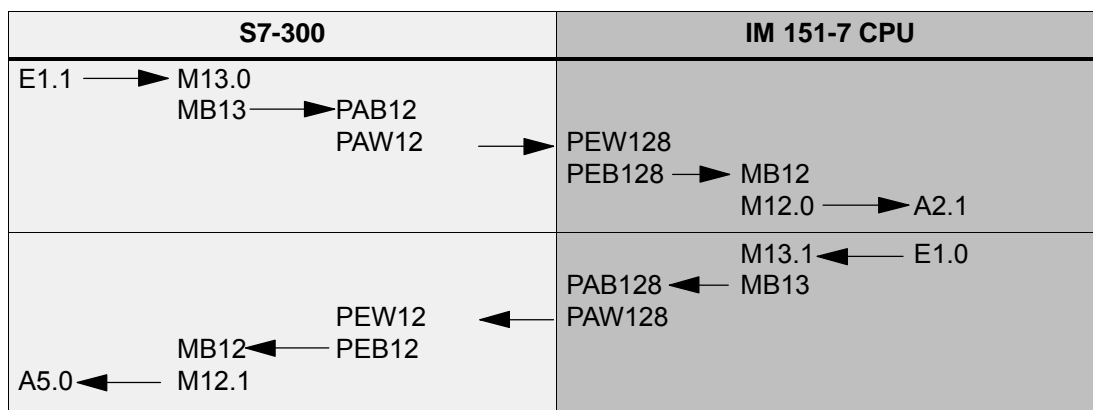 S7-300 IM 151-7 CPU
E1.1 M13.0
MB13 PAB12
PAW12 PEW128
PEB128 MB12
M12.0 A2.1
M13.1 E1.0
PAB128 MB13
PEW12 PAW128
MB12 PEB12
A5.0 M12.1